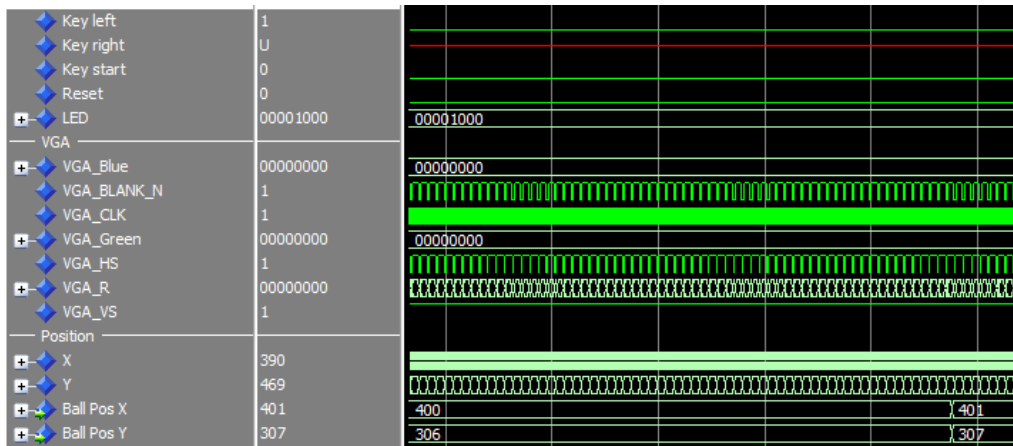 Key left 1
Key right U
Key start 0
Reset 0
LED 00001000 00001000
VGA
VGA_Blue 00000000 00000000
VGA_BLANK_N 1
VGA_CLK 1
VGA_Green 00000000 00000000
VGA_HS 1
VGA_R 00000000
VGA_VS 1
Position
X 390
Y 469
Ball Pos X 401 400 401
Ball Pos Y 307 306 307